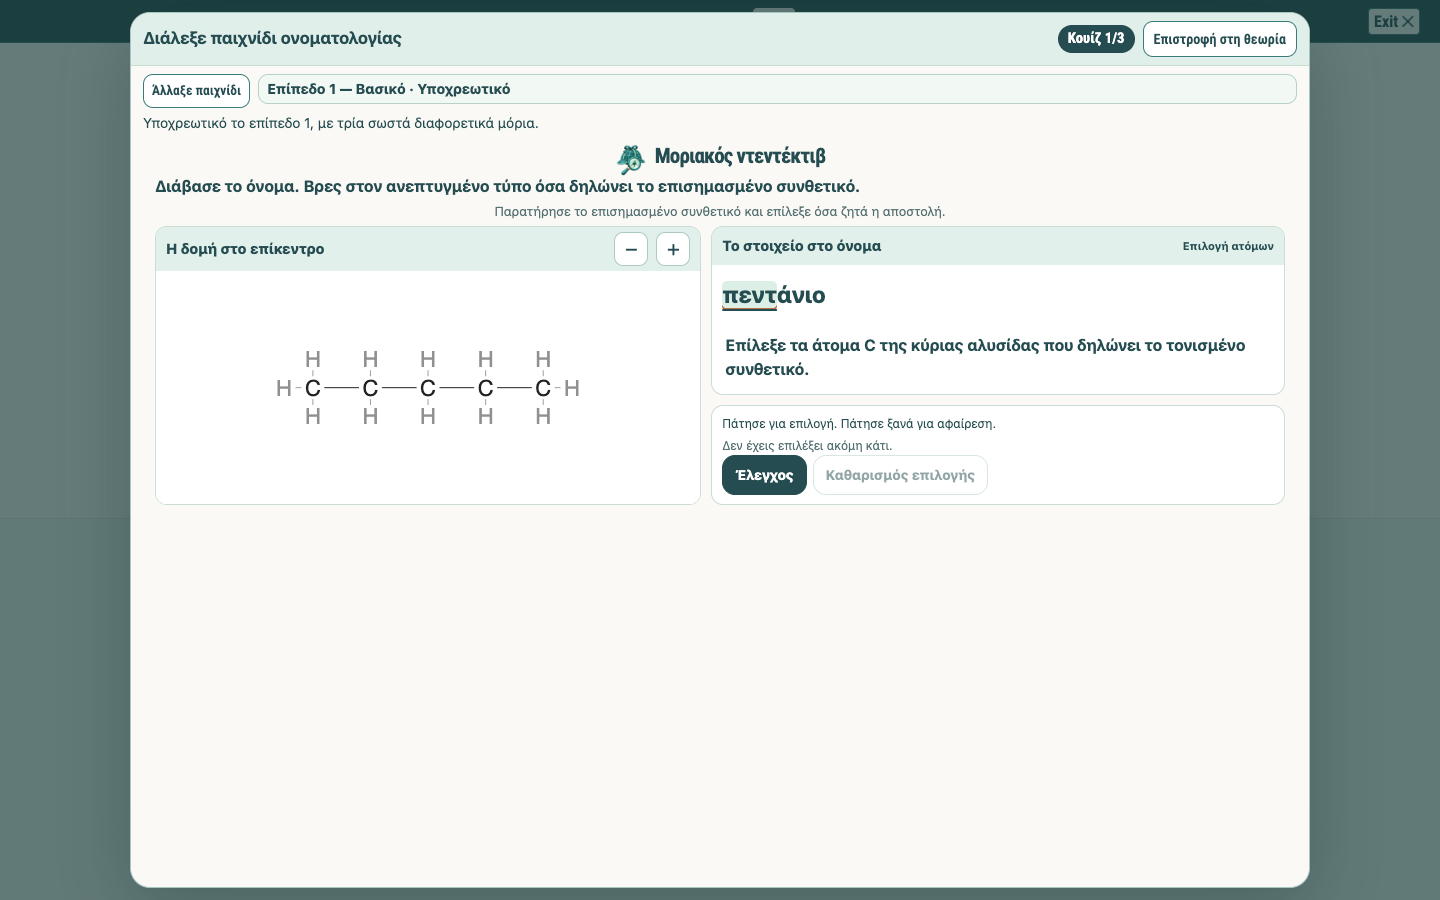 Exit
Διάλεξε παιχνίδι ονοματολογίας
Κουίζ 1/3
Επιστροφή στη θεωρία
Άλλαξε παιχνίδι
Επίπεδο 1 — Βασικό · Υποχρεωτικό
Υποχρεωτικό το επίπεδο 1, με τρία σωστά διαφορετικά μόρια.
Μοριακός ντεντέκτιβ
Διάβασε το όνομα. Βρες στον ανεπτυγμένο τύπο όσα δηλώνει το επισημασμένο συνθετικό.
Παρατήρησε το επισημασμένο συνθετικό και επίλεξε όσα ζητά η αποστολή.
Η δομή στο επίκεντρο
− +
H H H H H
H C C C C C H
H H H H H
Το στοιχείο στο όνομα
Επιλογή ατόμων
πεντάνιο
Επίλεξε τα άτομα C της κύριας αλυσίδας που δηλώνει το τονισμένο
συνθετικό.
Πάτησε για επιλογή. Πάτησε ξανά για αφαίρεση.
Δεν έχεις επιλέξει ακόμη κάτι.
Έλεγχος
Καθαρισμός επιλογής